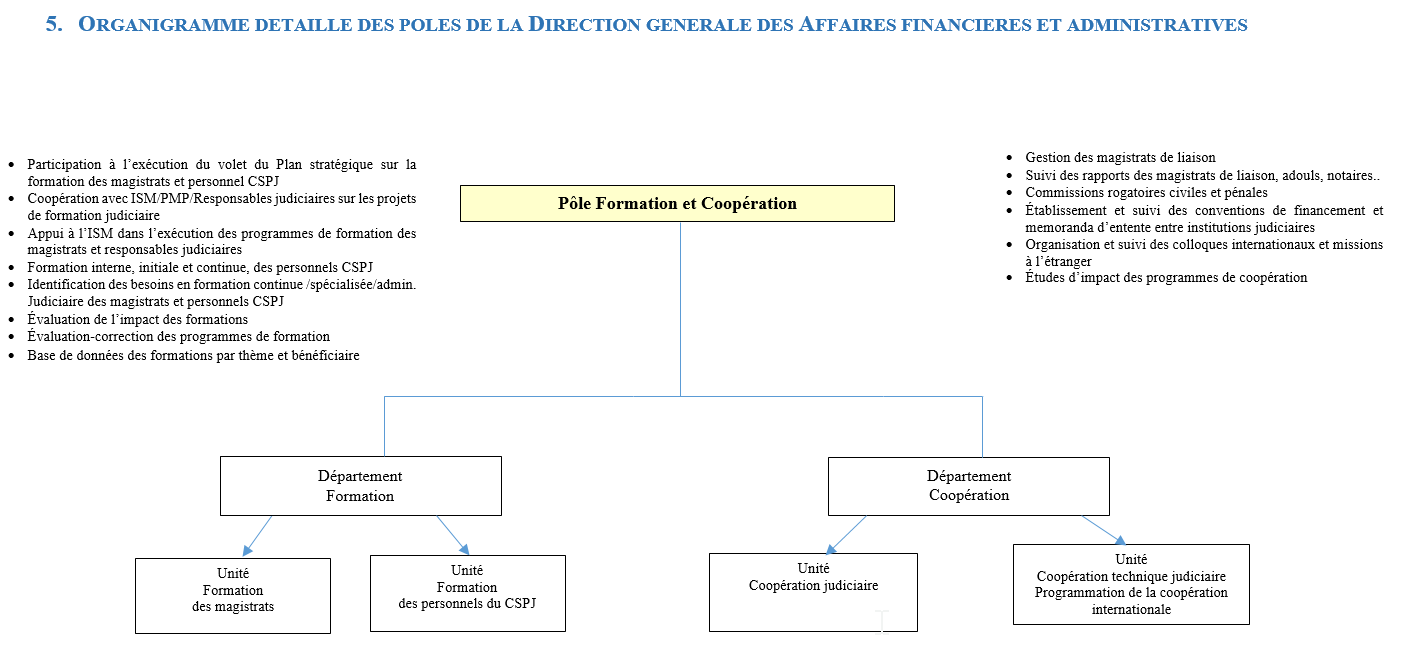 5. ORGANIGRAMME DETAILLE DES POLES DE LA DIRECTION GENERALE DES AFFAIRES FINANCIERES ET ADMINISTRATIVES
• Participation à l’exécution du volet du Plan stratégique sur la
formation des magistrats et personnel CSPJ
• Coopération avec ISM/PMP/Responsables judiciaires sur les projets
de formation judiciaire
• Appui à l’ISM dans l’exécution des programmes de formation des
magistrats et responsables judiciaires
• Formation interne, initiale et continue, des personnels CSPJ
• Identification des besoins en formation continue /spécialisée/admin.
Judiciaire des magistrats et personnels CSPJ
• Évaluation de l’impact des formations
• Évaluation-correction des programmes de formation
• Base de données des formations par thème et bénéficiaire
Pôle Formation et Coopération
• Gestion des magistrats de liaison
• Suivi des rapports des magistrats de liaison, adouls, notaires..
• Commissions rogatoires civiles et pénales
• Établissement et suivi des conventions de financement et
memoranda d’entente entre institutions judiciaires
• Organisation et suivi des colloques internationaux et missions
à l’étranger
• Études d’impact des programmes de coopération
Département
Formation
Département
Coopération
Unité
Formation
des magistrats
Unité
Formation
des personnels du CSPJ
Unité
Coopération judiciaire
Unité
Coopération technique judiciaire
Programmation de la coopération
internationale